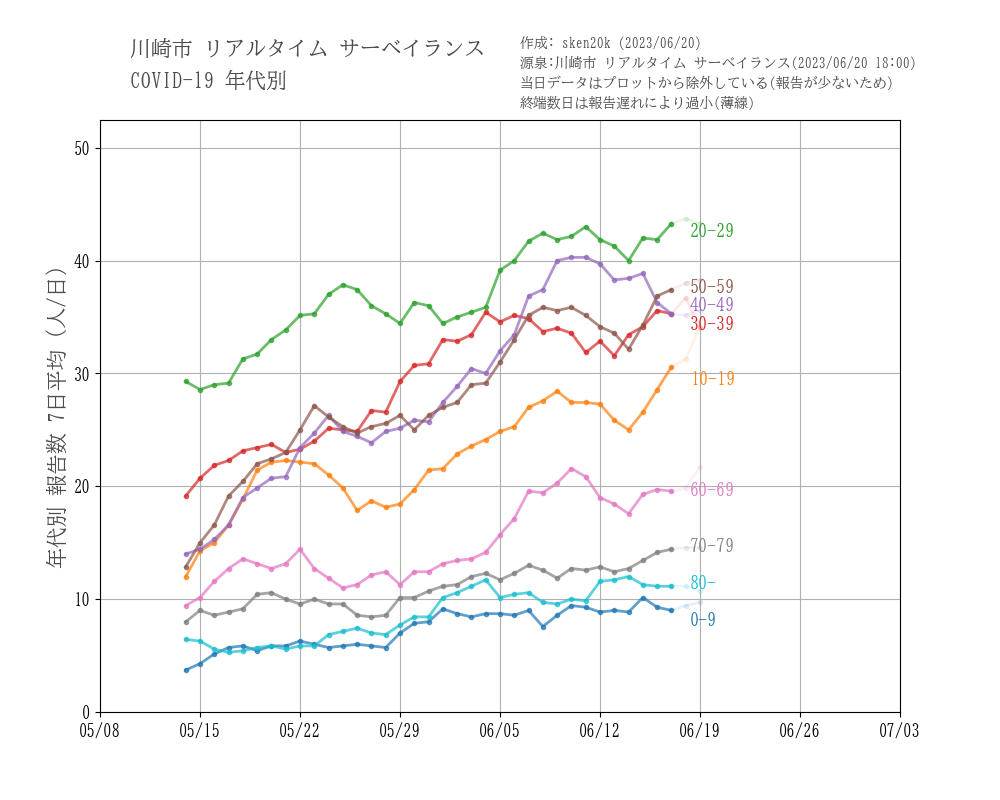 川崎市 リアルタイム サーベイランス
COVID-19 年代別
作成: sken20k (2023/06/20)
源泉:川崎市 リアルタイム サーベイランス(2023/06/20 18:00)
当日データはプロットから除外している(報告が少ないため)
終端数日は報告遅れにより過小(薄線)
年代別 報告数 7日平均 (人/日)
50
40
30
20
10
0
20-29
50-59
40-49
30-39
10-19
60-69
70-79
80-
0-9
05/08 05/15 05/22 05/29 06/05 06/12 06/19 06/26 07/03